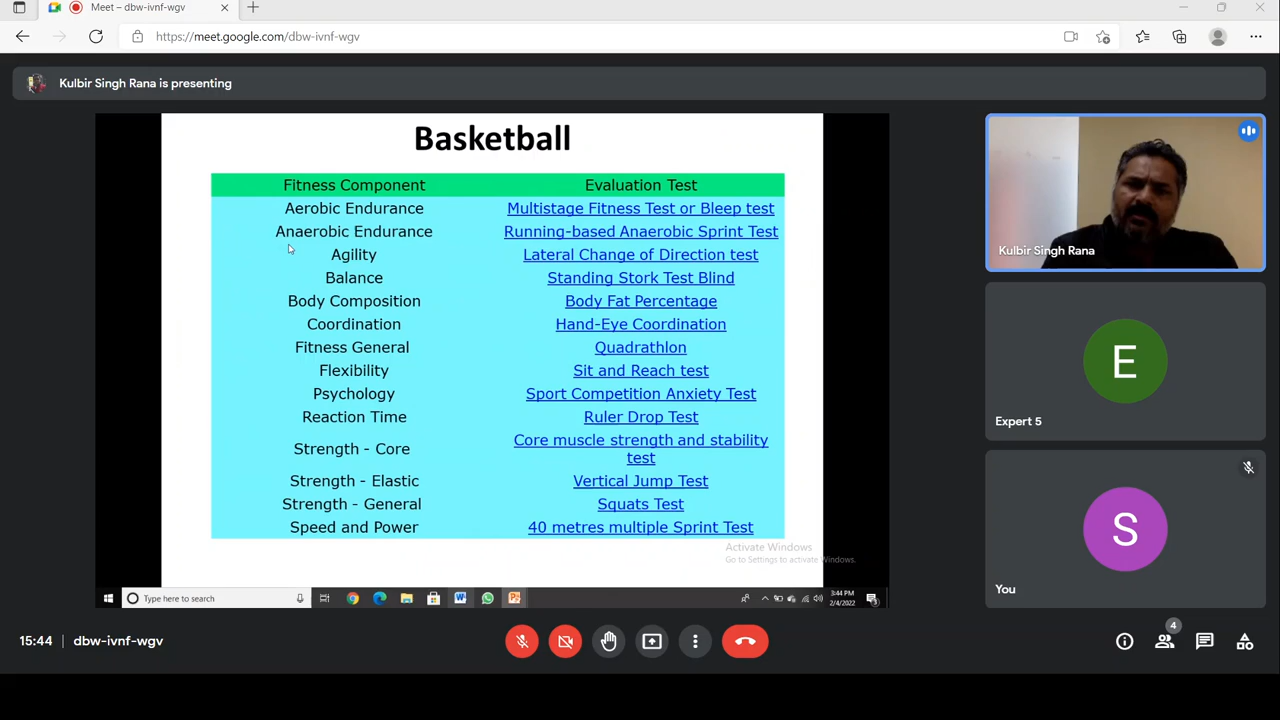 Meet – dbw-ivnf-wgv
https://meet.google.com/dbw-ivnf-wgv
Kulbir Singh Rana is presenting
Basketball
Fitness Component Evaluation Test
Aerobic Endurance Multistage Fitness Test or Bleep test
Anaerobic Endurance Running-based Anaerobic Sprint Test
Agility Lateral Change of Direction test
Balance Standing Stork Test Blind
Body Composition Body Fat Percentage
Coordination Hand-Eye Coordination
Fitness General Quadrathlon
Flexibility Sit and Reach test
Psychology Sport Competition Anxiety Test
Reaction Time Ruler Drop Test
Strength - Core Core muscle strength and stability
test
Strength - Elastic Vertical Jump Test
Strength - General Squats Test
Speed and Power 40 metres multiple Sprint Test
Activate Windows
Go to Settings to activate Windows.
Type here to search
3:44 PM
2/4/2022
Kulbir Singh Rana
E
Expert 5
S
You
15:44 | dbw-ivnf-wgv
4